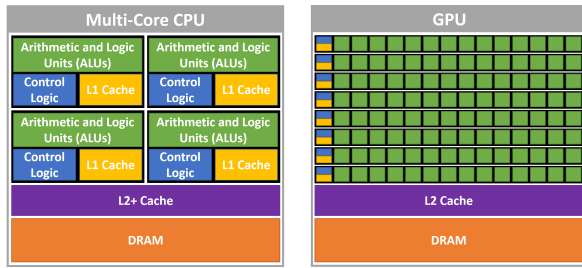 Multi-Core CPU
Arithmetic and Logic
Units (ALUs)
Control
Logic
L1 Cache
Arithmetic and Logic
Units (ALUs)
Control
Logic
L1 Cache
Arithmetic and Logic
Units (ALUs)
Control
Logic
L1 Cache
Arithmetic and Logic
Units (ALUs)
Control
Logic
L1 Cache
L2+ Cache
DRAM
GPU
L2 Cache
DRAM